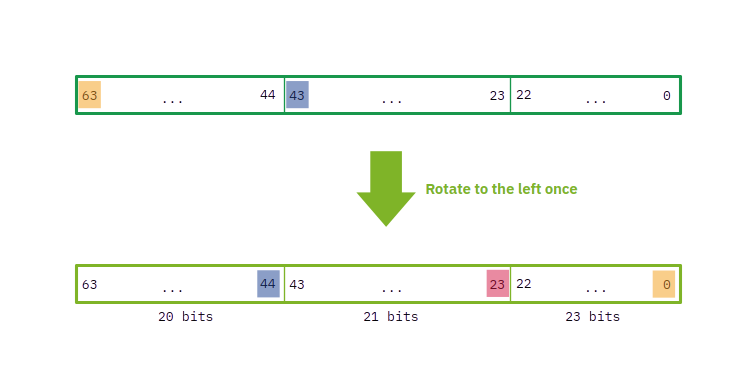 63 ... 44 43 ... 23 22 ... 0
Rotate to the left once
63 ... 44 43 ... 23 22 ... 0
20 bits 21 bits 23 bits